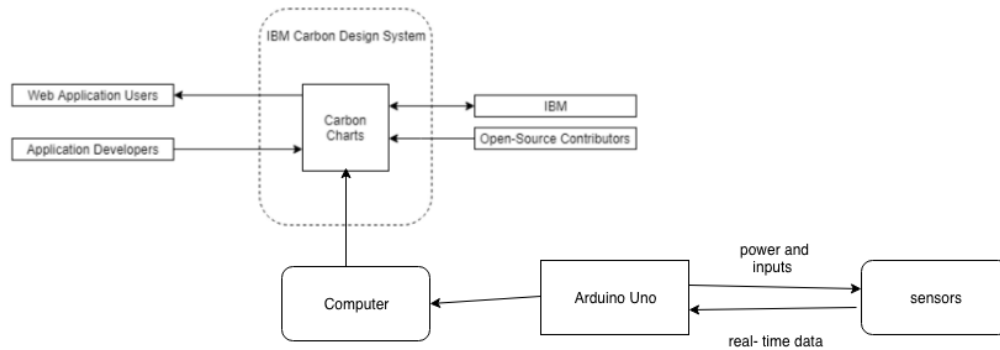 IBM Carbon Design System
Web Application Users
Carbon
Charts
IBM
Application Developers
Open-Source Contributors
power and
inputs
Computer
Arduino Uno
sensors
real- time data